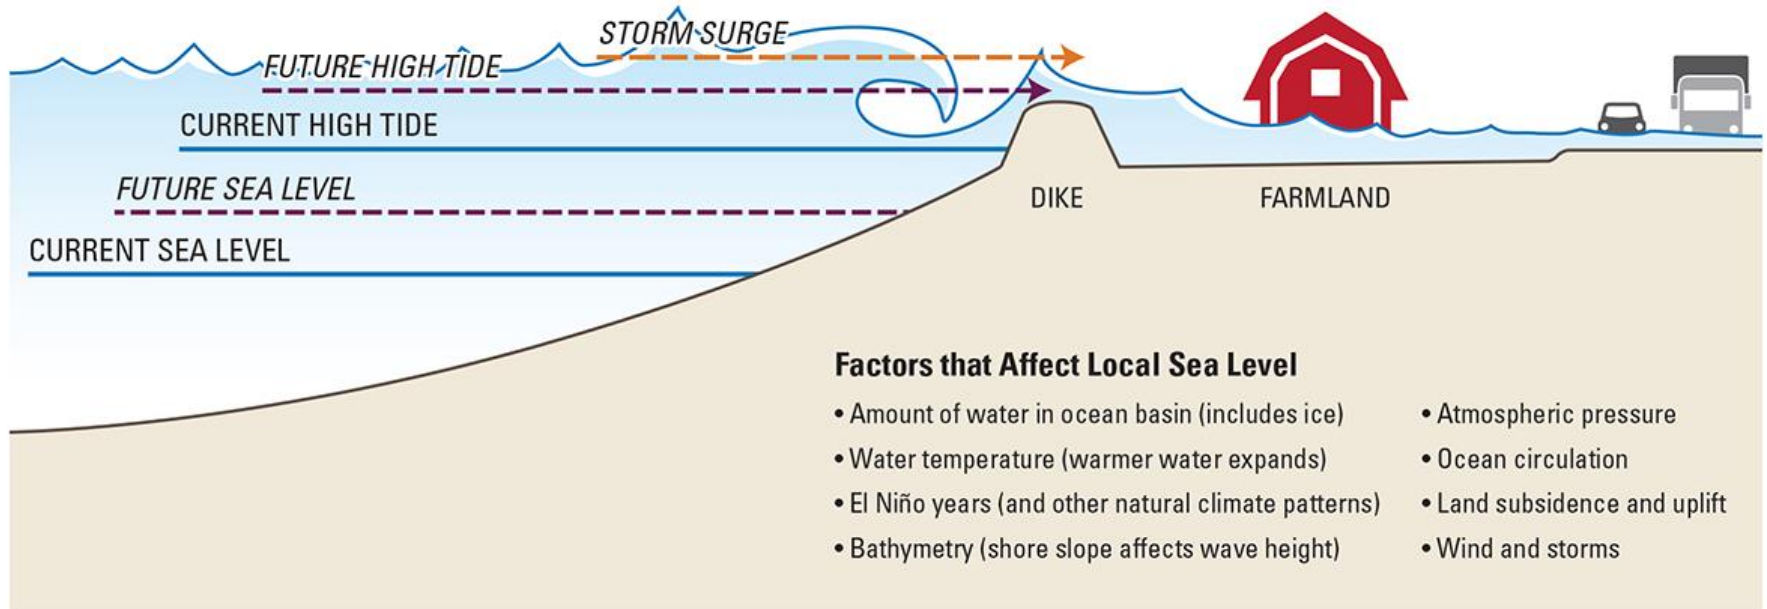 STORM SURGE
FUTURE HIGH TIDE
CURRENT HIGH TIDE
FUTURE SEA LEVEL
DIKE
FARMLAND
CURRENT SEA LEVEL
Factors that Affect Local Sea Level
• Amount of water in ocean basin (includes ice)
• Water temperature (warmer water expands)
• El Niño years (and other natural climate patterns)
• Bathymetry (shore slope affects wave height)
• Atmospheric pressure
• Ocean circulation
• Land subsidence and uplift
• Wind and storms